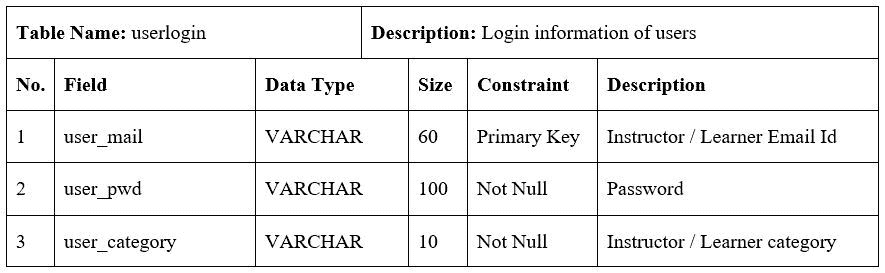 Table Name: userlogin Description: Login information of users
No. Field Data Type Size Constraint Description
1 user_mail VARCHAR 60 Primary Key Instructor / Learner Email Id
2 user_pwd VARCHAR 100 Not Null Password
3 user_category VARCHAR 10 Not Null Instructor / Learner category